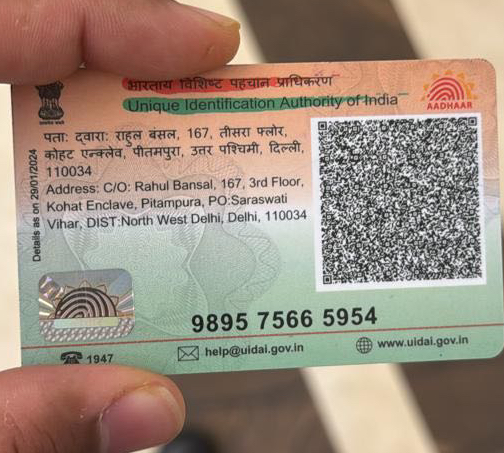 भारतीय विशिष्ट पहचान प्राधिकरण
Unique Identification Authority of India
AADHAAR
Details as on 29/01/2024
पता: द्वारा: राहुल बंसल, 167, तीसरा फ्लोर,
कोहट एन्क्लेव, पीतमपुरा, उत्तर पश्चिमी, दिल्ली,
110034
Address: C/O: Rahul Bansal, 167, 3rd Floor,
Kohat Enclave, Pitampura, PO:Saraswati
Vihar, DIST:North West Delhi, Delhi, 110034
9895 7566 5954
1947
help@uidai.gov.in
www.uidai.gov.in